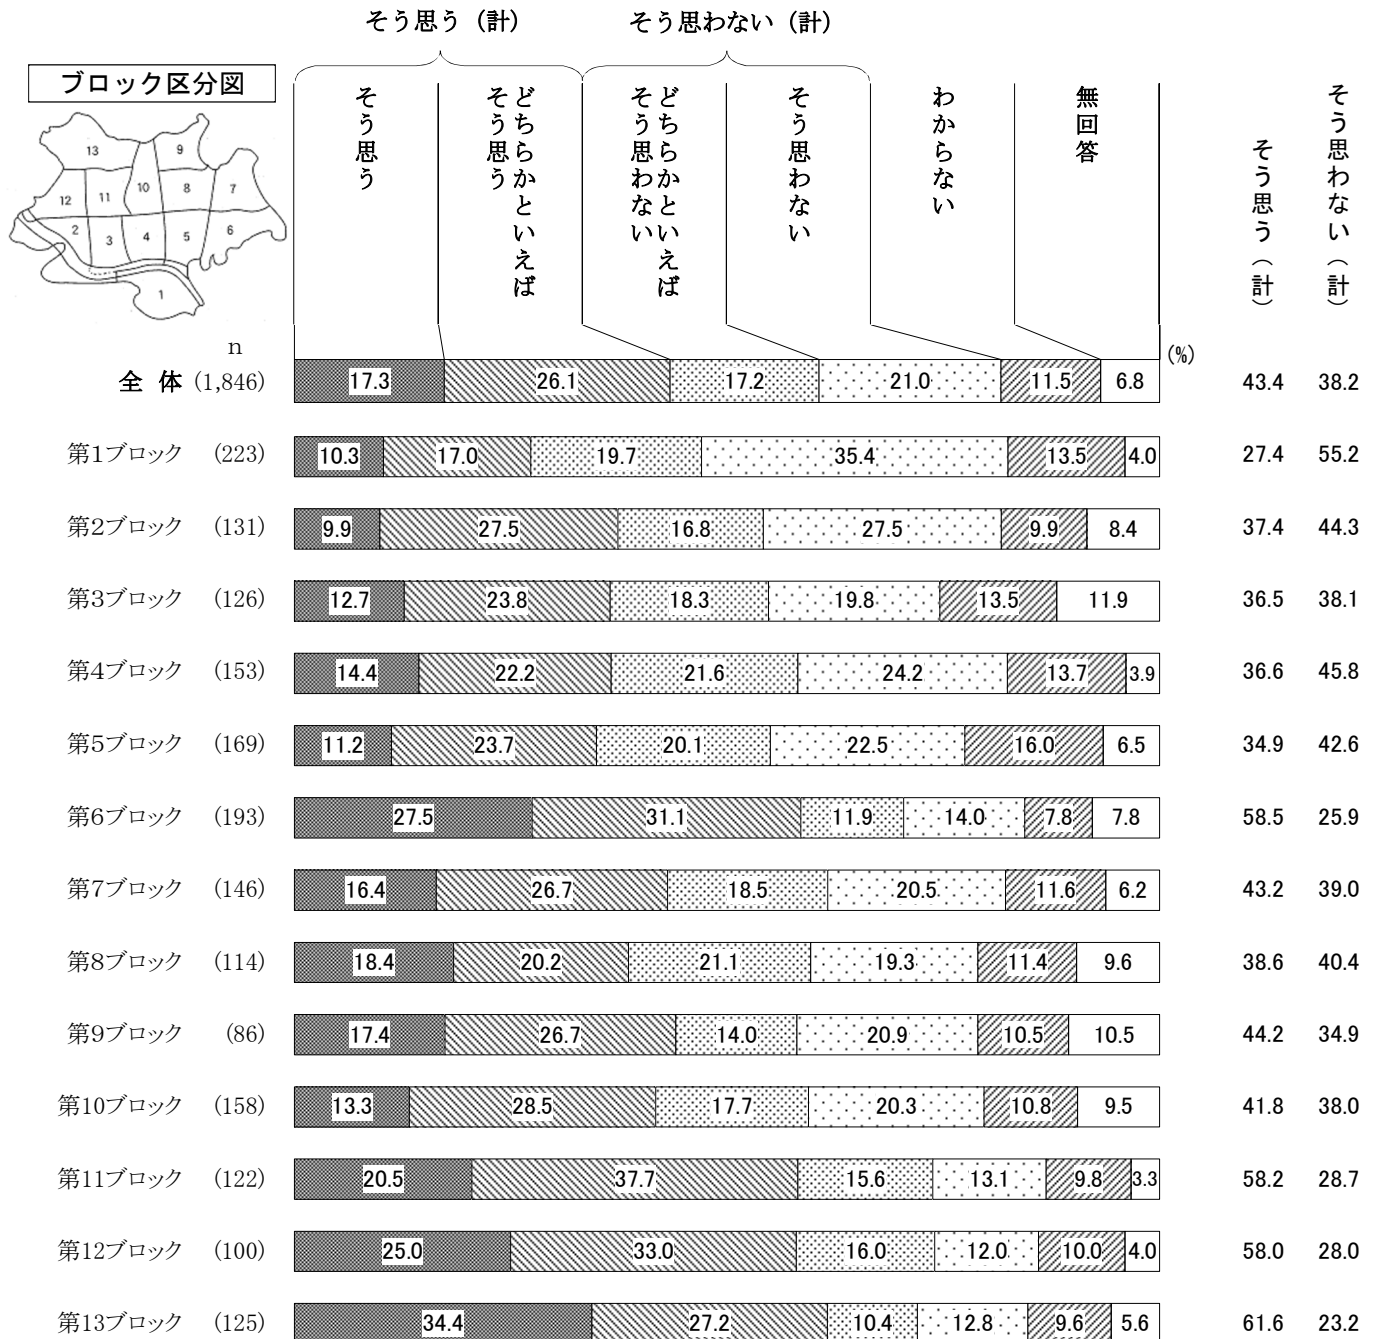 そう思う（計）
そう思わない（計）
ブロック区分図
そう思う
どちらかといえば
そう思う
どちらかといえば
そう思わない
そう思わない
わからない
無回答
そう思う（計）
そう思わない（計）
13
9
12
11
10
8
7
2
3
4
5
6
1
n
(%)
全 体 (1,846) 17.3 26.1 17.2 21.0 11.5 6.8 43.4 38.2
第1ブロック (223) 10.3 17.0 19.7 35.4 13.5 4.0 27.4 55.2
第2ブロック (131) 9.9 27.5 16.8 27.5 9.9 8.4 37.4 44.3
第3ブロック (126) 12.7 23.8 18.3 19.8 13.5 11.9 36.5 38.1
第4ブロック (153) 14.4 22.2 21.6 24.2 13.7 3.9 36.6 45.8
第5ブロック (169) 11.2 23.7 20.1 22.5 16.0 6.5 34.9 42.6
第6ブロック (193) 27.5 31.1 11.9 14.0 7.8 7.8 58.5 25.9
第7ブロック (146) 16.4 26.7 18.5 20.5 11.6 6.2 43.2 39.0
第8ブロック (114) 18.4 20.2 21.1 19.3 11.4 9.6 38.6 40.4
第9ブロック (86) 17.4 26.7 14.0 20.9 10.5 10.5 44.2 34.9
第10ブロック (158) 13.3 28.5 17.7 20.3 10.8 9.5 41.8 38.0
第11ブロック (122) 20.5 37.7 15.6 13.1 9.8 3.3 58.2 28.7
第12ブロック (100) 25.0 33.0 16.0 12.0 10.0 4.0 58.0 28.0
第13ブロック (125) 34.4 27.2 10.4 12.8 9.6 5.6 61.6 23.2